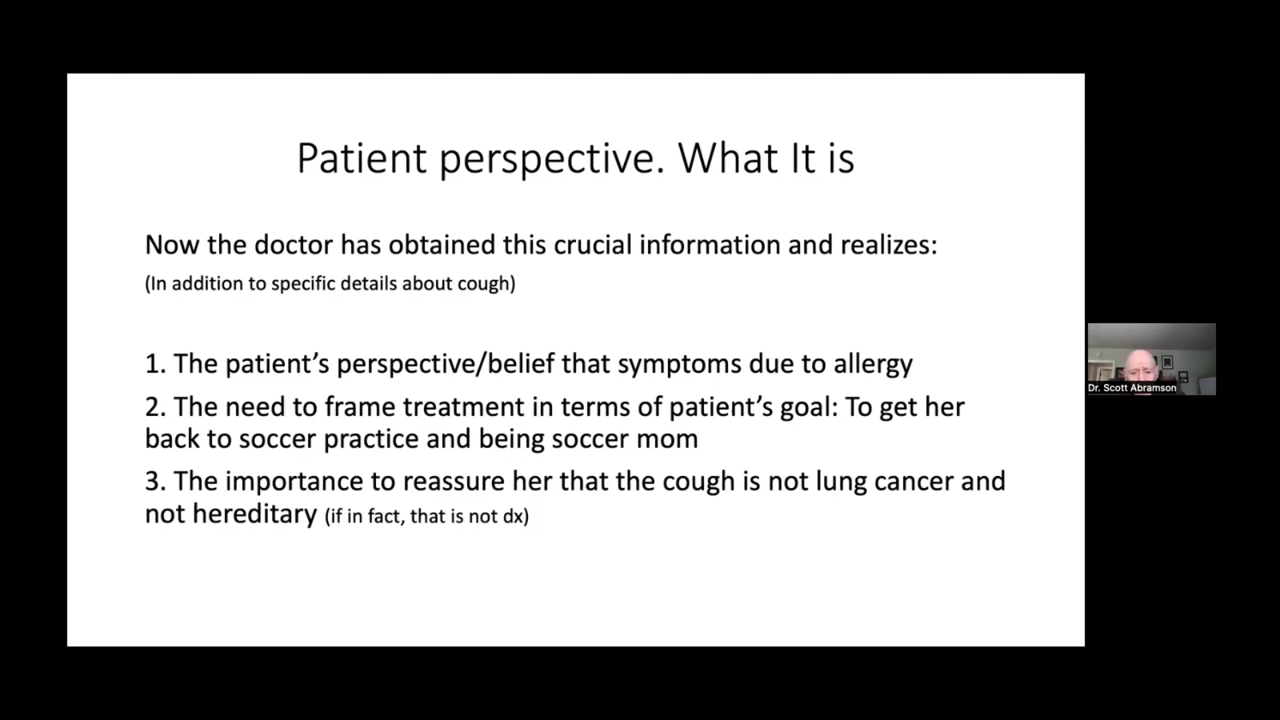 Patient perspective. What It is
Now the doctor has obtained this crucial information and realizes:
(In addition to specific details about cough)
1. The patient’s perspective/belief that symptoms due to allergy
2. The need to frame treatment in terms of patient’s goal: To get her
back to soccer practice and being soccer mom
3. The importance to reassure her that the cough is not lung cancer and
not hereditary (if in fact, that is not dx)
Dr. Scott Abramson